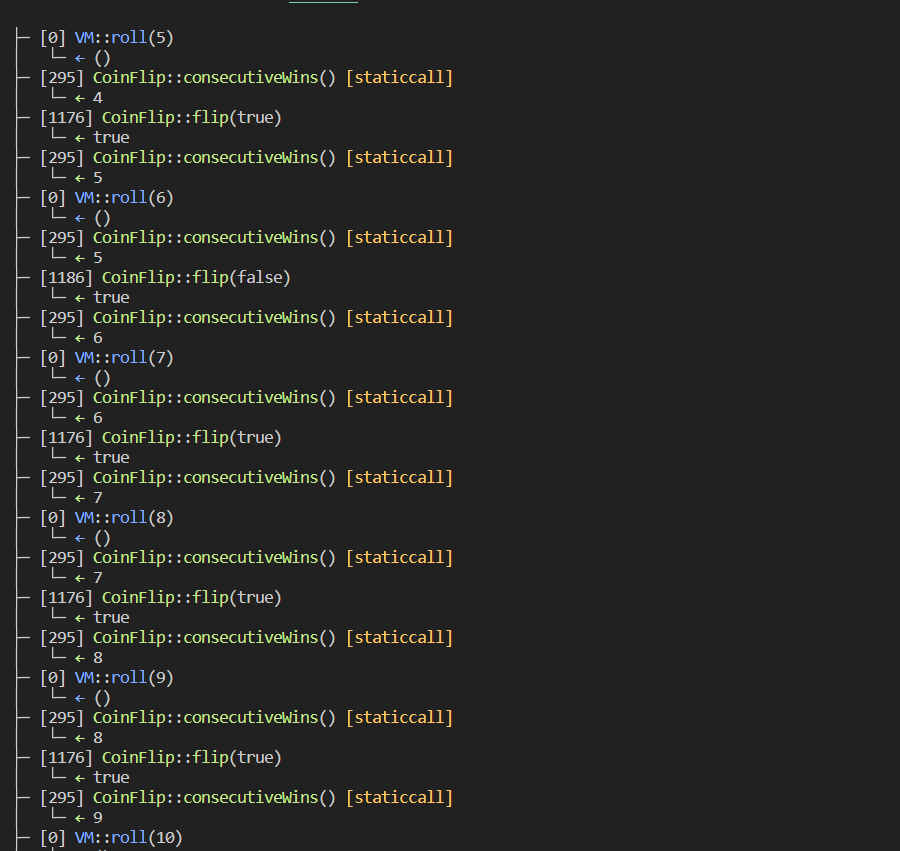 ├─ [0] VM::roll(5)
│   └─ ← ()
├─ [295] CoinFlip::consecutiveWins() [staticcall]
│   └─ ← 4
├─ [1176] CoinFlip::flip(true)
│   └─ ← true
├─ [295] CoinFlip::consecutiveWins() [staticcall]
│   └─ ← 5
├─ [0] VM::roll(6)
│   └─ ← ()
├─ [295] CoinFlip::consecutiveWins() [staticcall]
│   └─ ← 5
├─ [1186] CoinFlip::flip(false)
│   └─ ← true
├─ [295] CoinFlip::consecutiveWins() [staticcall]
│   └─ ← 6
├─ [0] VM::roll(7)
│   └─ ← ()
├─ [295] CoinFlip::consecutiveWins() [staticcall]
│   └─ ← 6
├─ [1176] CoinFlip::flip(true)
│   └─ ← true
├─ [295] CoinFlip::consecutiveWins() [staticcall]
│   └─ ← 7
├─ [0] VM::roll(8)
│   └─ ← ()
├─ [295] CoinFlip::consecutiveWins() [staticcall]
│   └─ ← 7
├─ [1176] CoinFlip::flip(true)
│   └─ ← true
├─ [295] CoinFlip::consecutiveWins() [staticcall]
│   └─ ← 8
├─ [0] VM::roll(9)
│   └─ ← ()
├─ [295] CoinFlip::consecutiveWins() [staticcall]
│   └─ ← 8
├─ [1176] CoinFlip::flip(true)
│   └─ ← true
├─ [295] CoinFlip::consecutiveWins() [staticcall]
│   └─ ← 9
├─ [0] VM::roll(10)